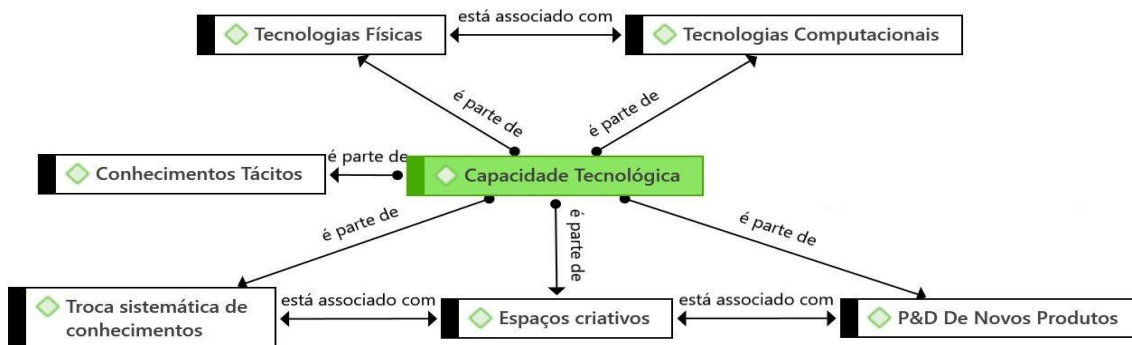 está associado com
Tecnologias Físicas
Tecnologias Computacionais
é parte de
é parte de
é parte de
Conhecimentos Tácitos
Capacidade Tecnológica
é parte de
é parte de
é parte de
Troca sistemática de
conhecimentos
está associado com
Espaços criativos
está associado com
P&D De Novos Produtos